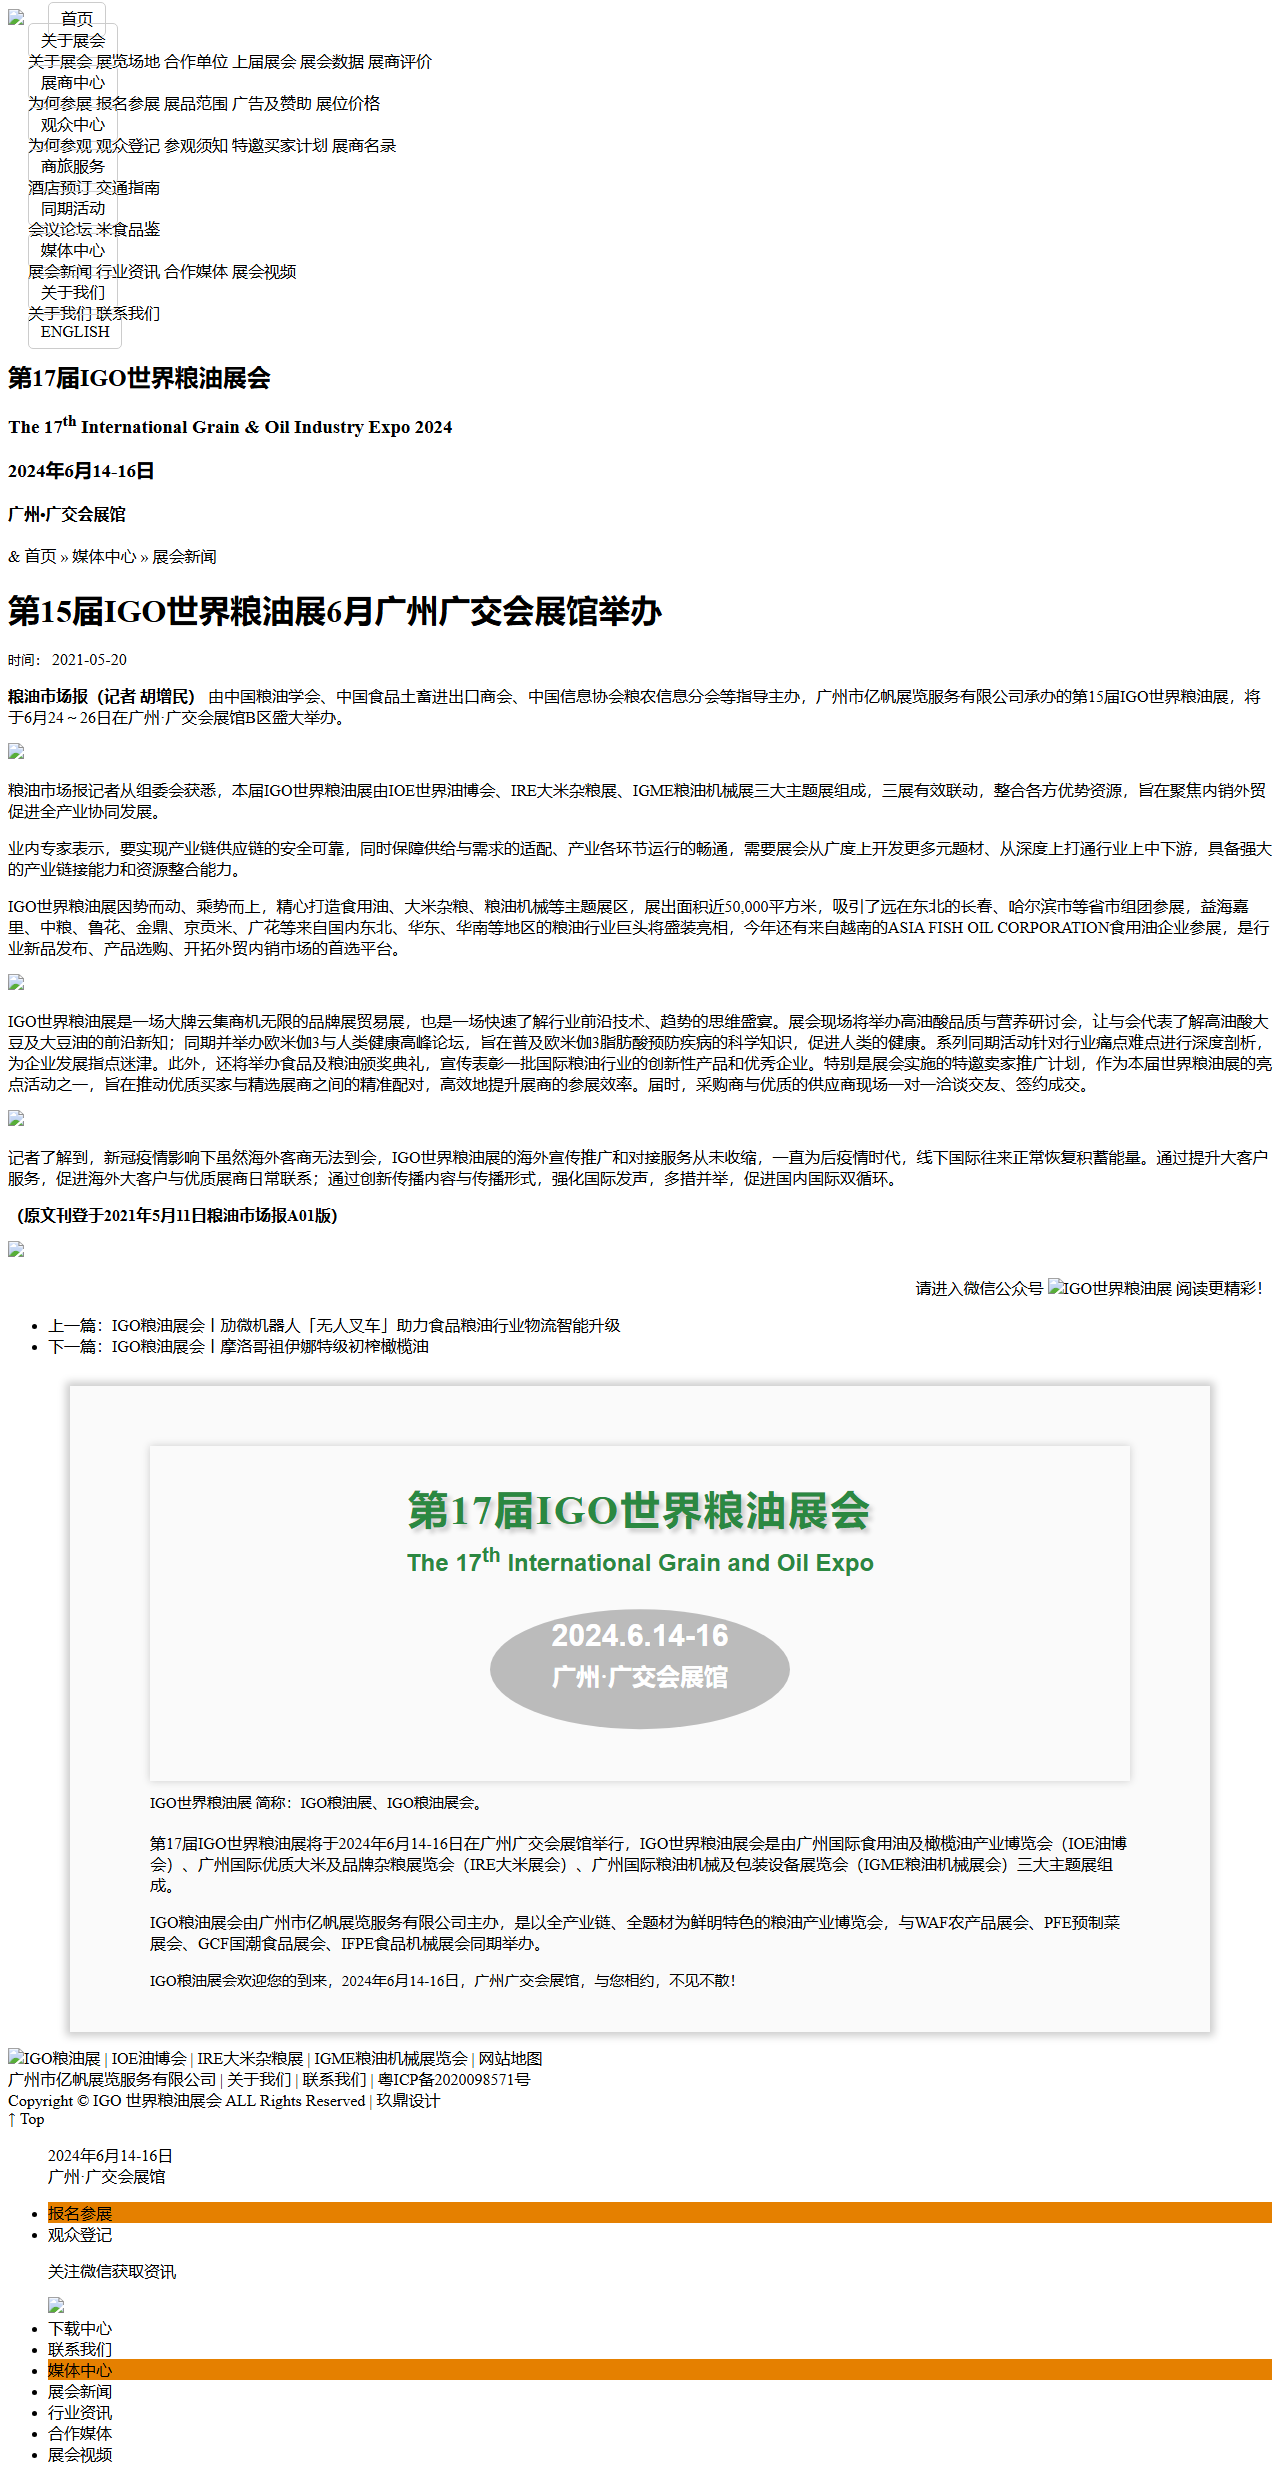 首页
关于展会
关于展会 展览场地 合作单位 上届展会 展会数据 展商评价
展商中心
为何参展 报名参展 展品范围 广告及赞助 展位价格
观众中心
为何参观 观众登记 参观须知 特邀买家计划 展商名录
商旅服务
酒店预订 交通指南
同期活动
会议论坛 米食品鉴
媒体中心
展会新闻 行业资讯 合作媒体 展会视频
关于我们
关于我们 联系我们
ENGLISH
第17届IGO世界粮油展会
The 17th International Grain & Oil Industry Expo 2024
2024年6月14-16日
广州•广交会展馆
& 首页 » 媒体中心 » 展会新闻
第15届IGO世界粮油展6月广州广交会展馆举办
时间： 2021-05-20
粮油市场报（记者 胡增民） 由中国粮油学会、中国食品土畜进出口商会、中国信息协会粮农信息分会等指导主办，广州市亿帆展览服务有限公司承办的第15届IGO世界粮油展，将
于6月24～26日在广州·广交会展馆B区盛大举办。
粮油市场报记者从组委会获悉，本届IGO世界粮油展由IOE世界油博会、IRE大米杂粮展、IGME粮油机械展三大主题展组成，三展有效联动，整合各方优势资源，旨在聚焦内销外贸
促进全产业协同发展。
业内专家表示，要实现产业链供应链的安全可靠，同时保障供给与需求的适配、产业各环节运行的畅通，需要展会从广度上开发更多元题材、从深度上打通行业上中下游，具备强大
的产业链接能力和资源整合能力。
IGO世界粮油展因势而动、乘势而上，精心打造食用油、大米杂粮、粮油机械等主题展区，展出面积近50,000平方米，吸引了远在东北的长春、哈尔滨市等省市组团参展，益海嘉
里、中粮、鲁花、金鼎、京贡米、广花等来自国内东北、华东、华南等地区的粮油行业巨头将盛装亮相，今年还有来自越南的ASIA FISH OIL CORPORATION食用油企业参展，是行
业新品发布、产品选购、开拓外贸内销市场的首选平台。
IGO世界粮油展是一场大牌云集商机无限的品牌展贸易展，也是一场快速了解行业前沿技术、趋势的思维盛宴。展会现场将举办高油酸品质与营养研讨会，让与会代表了解高油酸大
豆及大豆油的前沿新知；同期并举办欧米伽3与人类健康高峰论坛，旨在普及欧米伽3脂肪酸预防疾病的科学知识，促进人类的健康。系列同期活动针对行业痛点难点进行深度剖析，
为企业发展指点迷津。此外，还将举办食品及粮油颁奖典礼，宣传表彰一批国际粮油行业的创新性产品和优秀企业。特别是展会实施的特邀卖家推广计划，作为本届世界粮油展的亮
点活动之一，旨在推动优质买家与精选展商之间的精准配对，高效地提升展商的参展效率。届时，采购商与优质的供应商现场一对一洽谈交友、签约成交。
记者了解到，新冠疫情影响下虽然海外客商无法到会，IGO世界粮油展的海外宣传推广和对接服务从未收缩，一直为后疫情时代，线下国际往来正常恢复积蓄能量。通过提升大客户
服务，促进海外大客户与优质展商日常联系；通过创新传播内容与传播形式，强化国际发声，多措并举，促进国内国际双循环。
（原文刊登于2021年5月11日粮油市场报A01版）
请进入微信公众号 IGO世界粮油展 阅读更精彩！
上一篇：IGO粮油展会丨劢微机器人「无人叉车」助力食品粮油行业物流智能升级
下一篇：IGO粮油展会丨摩洛哥祖伊娜特级初榨橄榄油
第17届IGO世界粮油展会
The 17th International Grain and Oil Expo
2024.6.14-16
广州·广交会展馆
IGO世界粮油展 简称：IGO粮油展、IGO粮油展会。
第17届IGO世界粮油展将于2024年6月14-16日在广州广交会展馆举行，IGO世界粮油展会是由广州国际食用油及橄榄油产业博览会（IOE油博
会）、广州国际优质大米及品牌杂粮展览会（IRE大米展会）、广州国际粮油机械及包装设备展览会（IGME粮油机械展会）三大主题展组
成。
IGO粮油展会由广州市亿帆展览服务有限公司主办，是以全产业链、全题材为鲜明特色的粮油产业博览会，与WAF农产品展会、PFE预制菜
展会、GCF国潮食品展会、IFPE食品机械展会同期举办。
IGO粮油展会欢迎您的到来，2024年6月14-16日，广州广交会展馆，与您相约，不见不散！
IGO粮油展 | IOE油博会 | IRE大米杂粮展 | IGME粮油机械展览会 | 网站地图
广州市亿帆展览服务有限公司 | 关于我们 | 联系我们 | 粤ICP备2020098571号
Copyright © IGO 世界粮油展会 ALL Rights Reserved | 玖鼎设计
↑ Top
2024年6月14-16日
广州·广交会展馆
报名参展
观众登记
关注微信获取资讯
下载中心
联系我们
媒体中心
展会新闻
行业资讯
合作媒体
展会视频